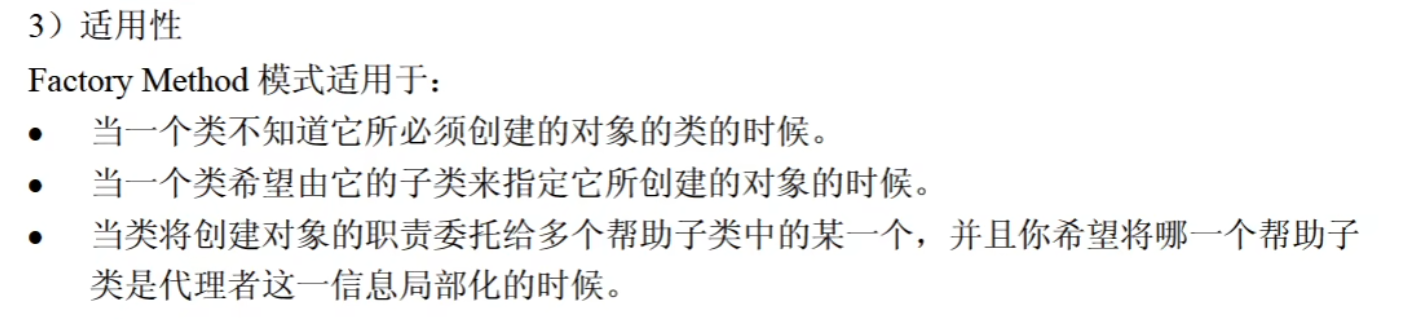 3）适用性
Factory Method 模式适用于：
● 当一个类不知道它所必须创建的对象的类的时候。
● 当一个类希望由它的子类来指定它所创建的对象的时候。
● 当类将创建对象的职责委托给多个帮助子类中的某一个，并且你希望将哪一个帮助子
类是代理者这一信息局部化的时候。